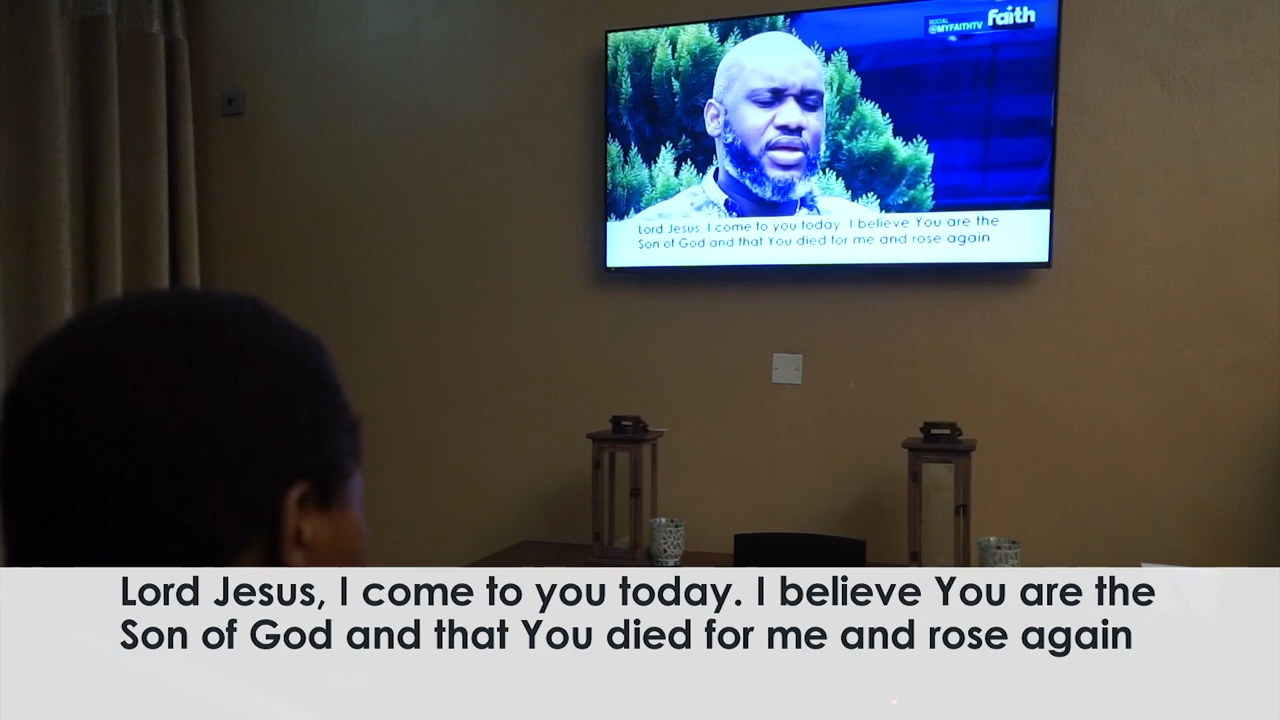 SOCIAL
@MYFAITHTV
faith
Lord Jesus, I come to you today. I believe You are the
Son of God and that You died for me and rose again
Lord Jesus, I come to you today. I believe You are the
Son of God and that You died for me and rose again